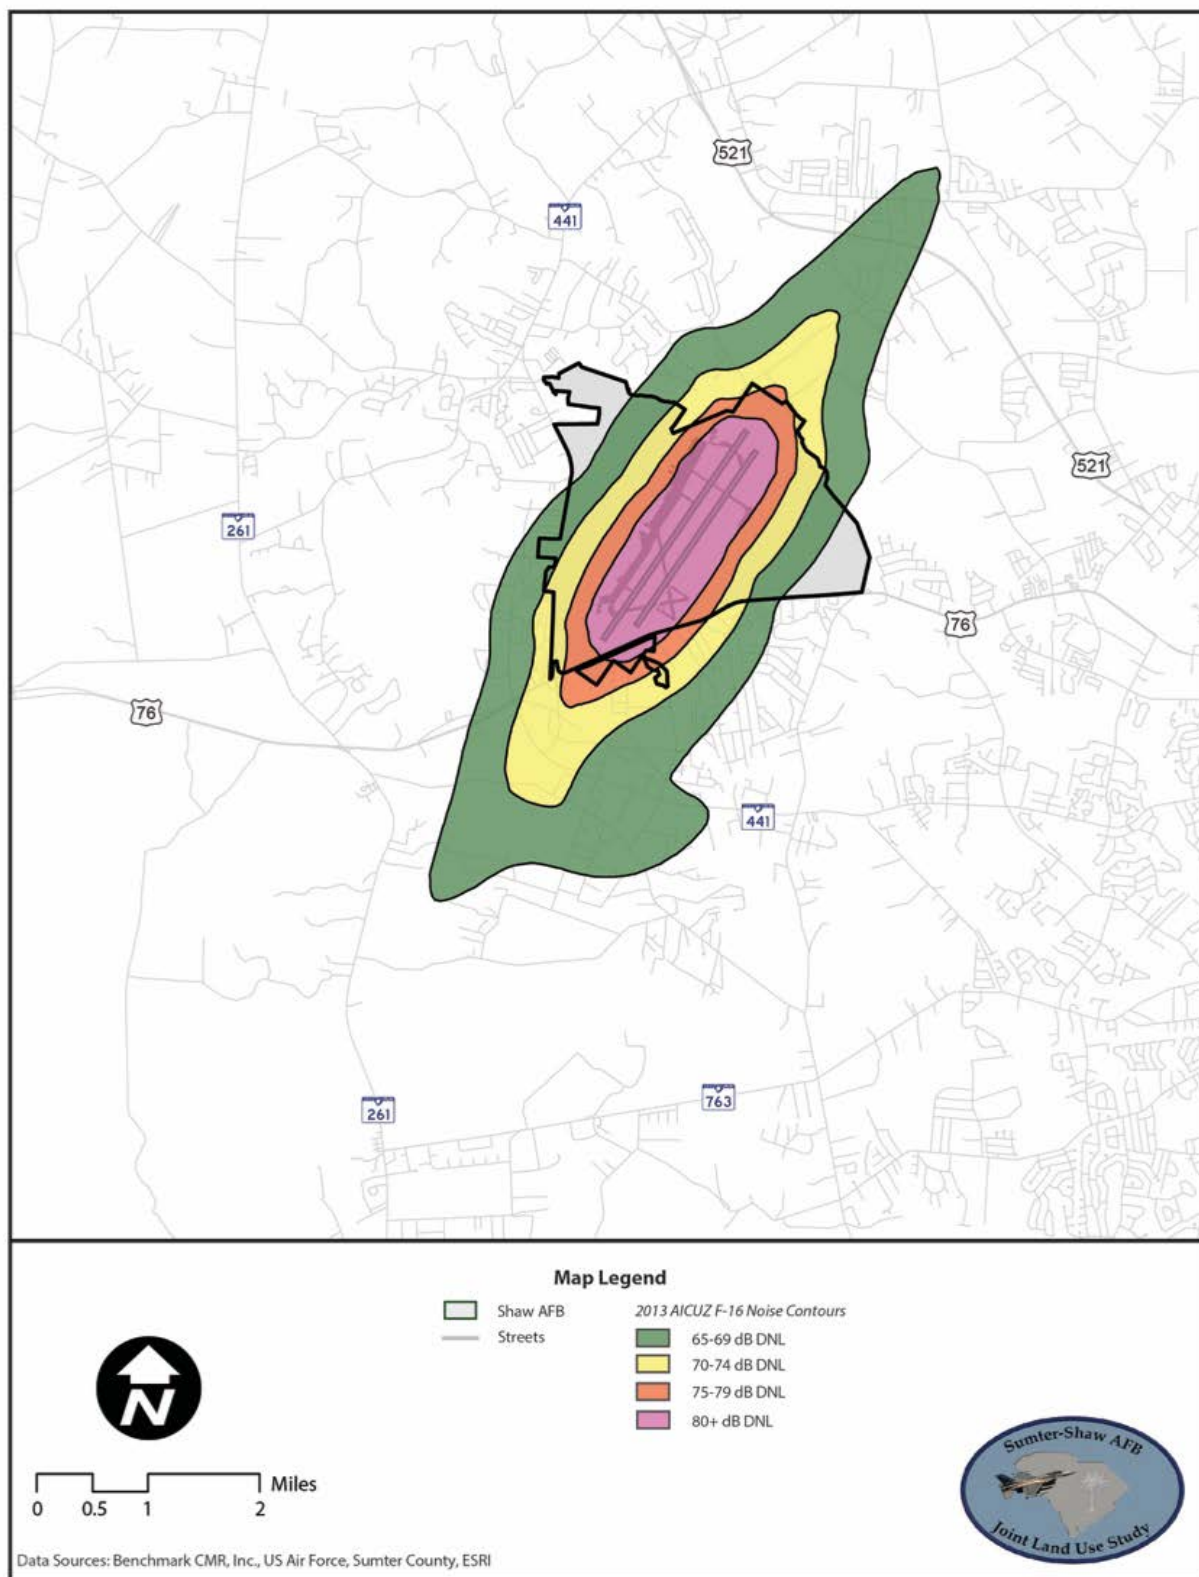 521
441
521
261
76
76
441
261
763
Map Legend
Shaw AFB
Streets
2013 AICUZ F-16 Noise Contours
65-69 dB DNL
70-74 dB DNL
75-79 dB DNL
80+ dB DNL
N
Miles
0 0.5 1 2
Sumter-Shaw AFB
Joint Land Use Study
Data Sources: Benchmark CMR, Inc., US Air Force, Sumter County, ESRI